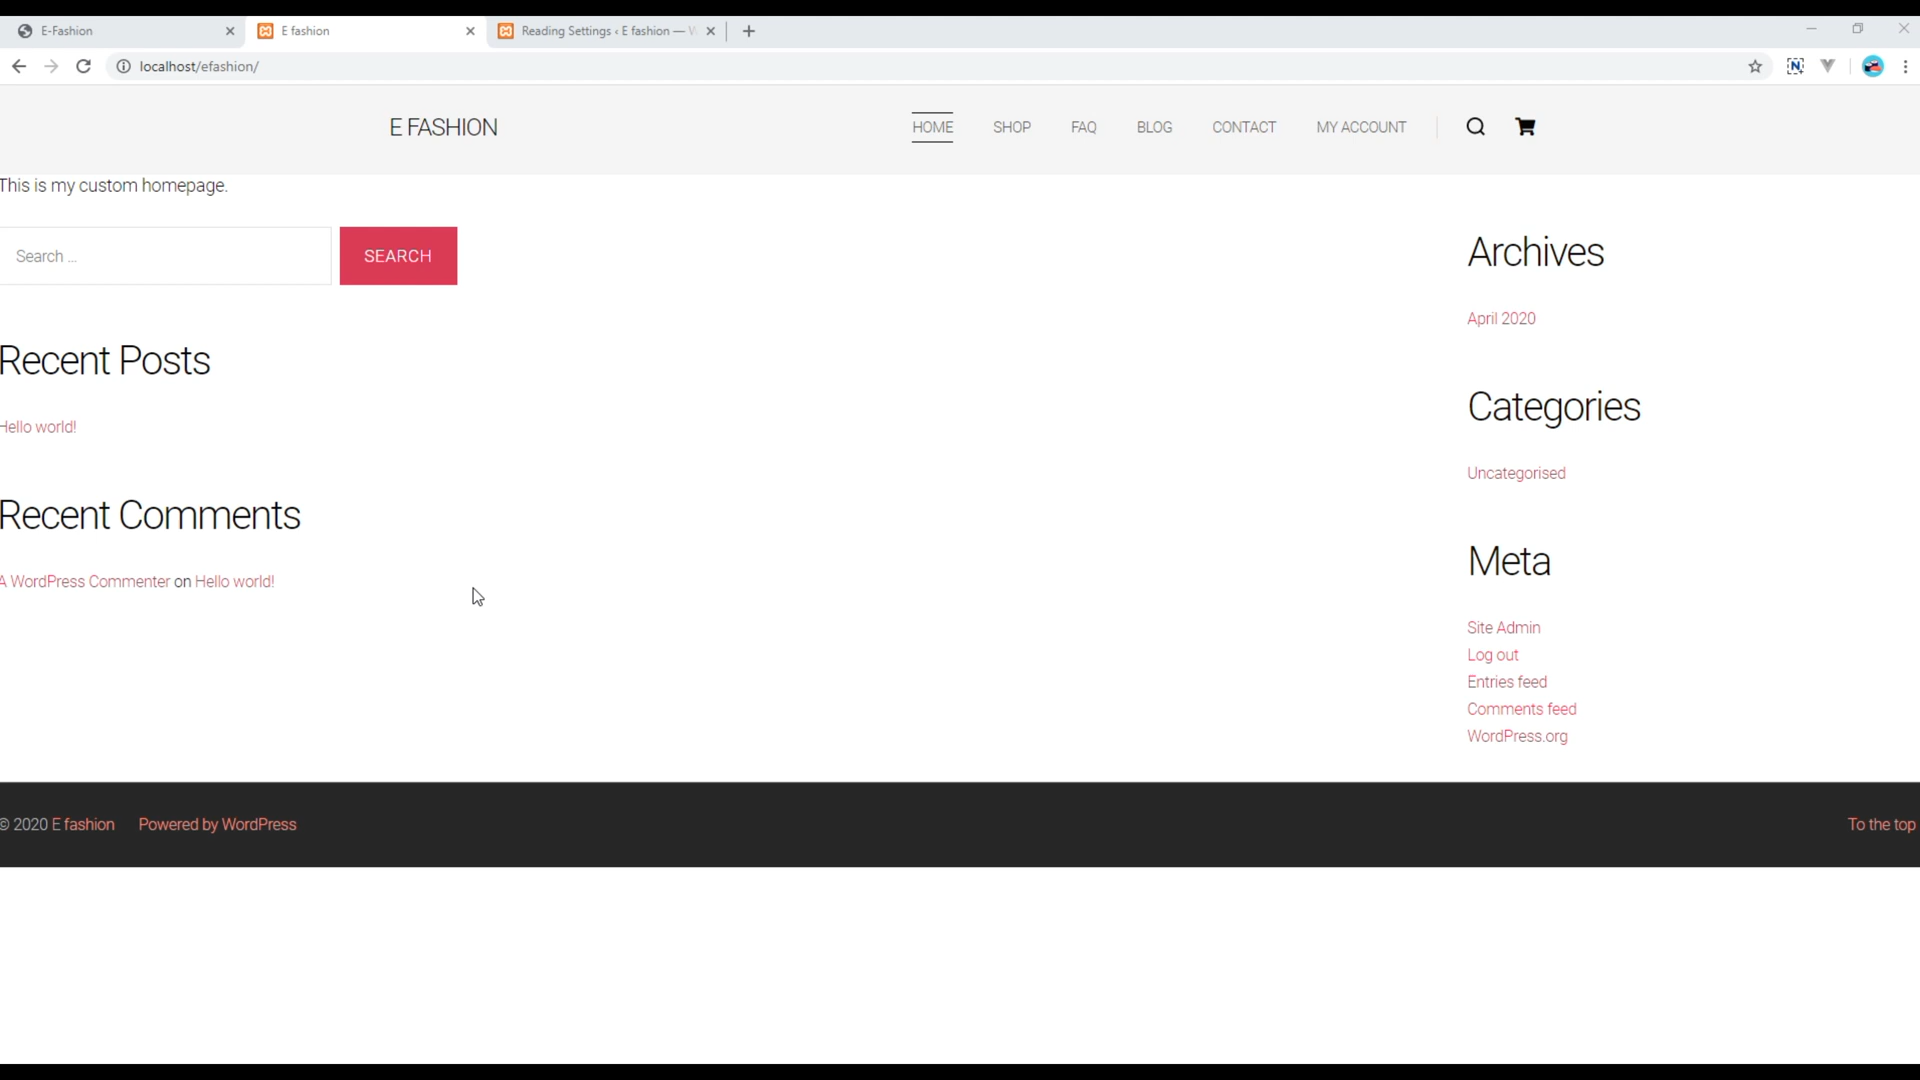 E-Fashion
E fashion
Reading Settings ‹ E fashion — W
localhost/efashion/
E FASHION
HOME
SHOP
FAQ
BLOG
CONTACT
MY ACCOUNT
This is my custom homepage.
Search ...
SEARCH
Recent Posts
Hello world!
Recent Comments
A WordPress Commenter on Hello world!
Archives
April 2020
Categories
Uncategorised
Meta
Site Admin
Log out
Entries feed
Comments feed
WordPress.org
© 2020 E fashion Powered by WordPress
To the top